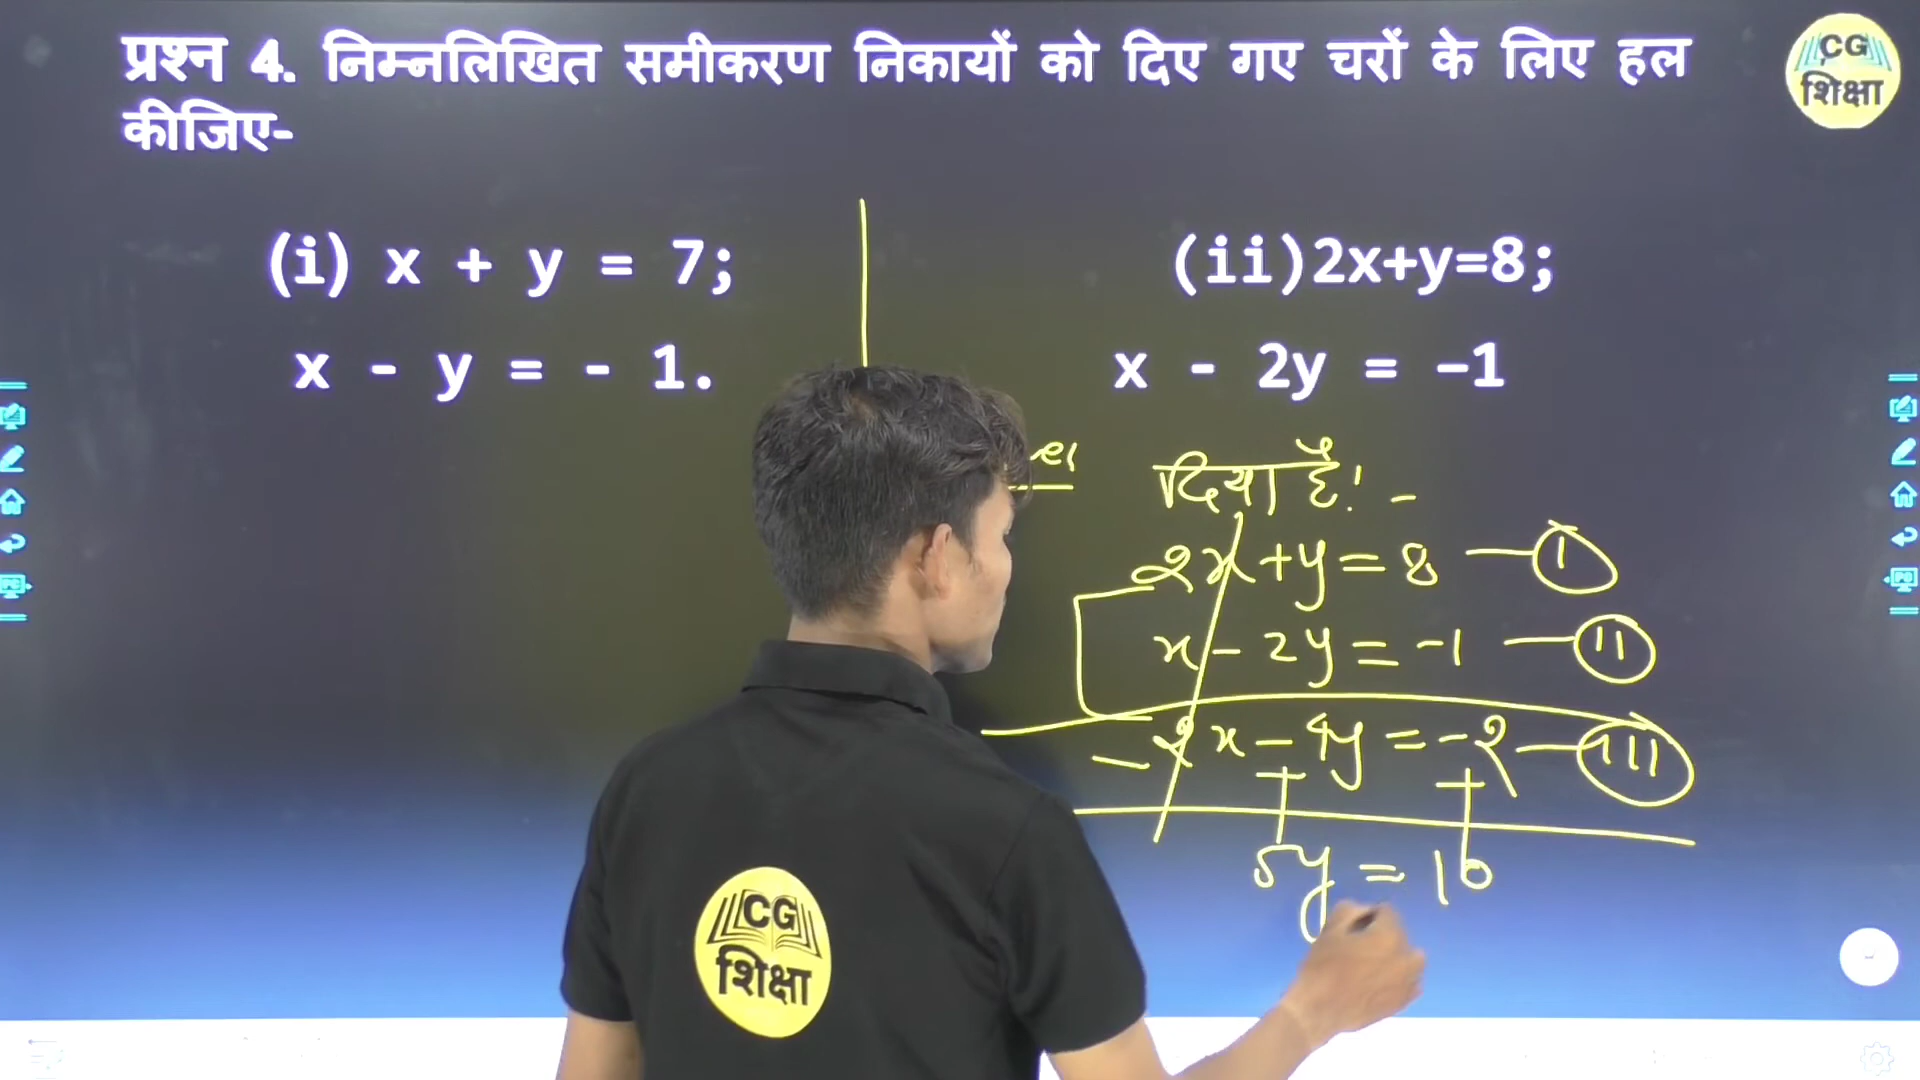 प्रश्न 4. निम्नलिखित समीकरण निकायों को दिए गए चरों के लिए हल
कीजिए-
CG
शिक्षा
(i) x + y = 7;
x - y = - 1.
(ii)2x+y=8;
x - 2y = –1
दिया है! -
2x+y=8 — I
x - 2y = -1 — II
2x - 4y = -2 — III
5y = 10
CG
शिक्षा